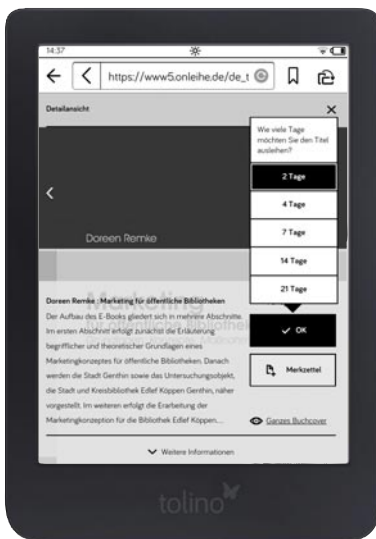 14:37
https://www5.onleihe.de/de_t
Detailansicht
Wie viele Tage
möchten Sie den Titel
ausleihen?
2 Tage
4 Tage
7 Tage
14 Tage
21 Tage
OK
Merkzettel
Doreen Remke
Marketing
für öffentliche Bibliothek
Doreen Remke : Marketing für öffentliche Bibliotheken
Der Aufbau des E-Books gliedert sich in mehrere Abschnitte.
Im ersten Abschnitt erfolgt zunächst die Erläuterung
begrifflicher und theoretischer Grundlagen eines
Marketingkonzeptes für öffentliche Bibliotheken. Danach
werden die Stadt Genthin sowie das Untersuchungsobjekt,
die Stadt und Kreisbibliothek Edlef Köppen Genthin, näher
vorgestellt. Im weiteren erfolgt die Erarbeitung der
Marketingkonzeption für die Bibliothek Edlef Köppen....
Ganzes Buchcover
Weitere Informationen
tolino